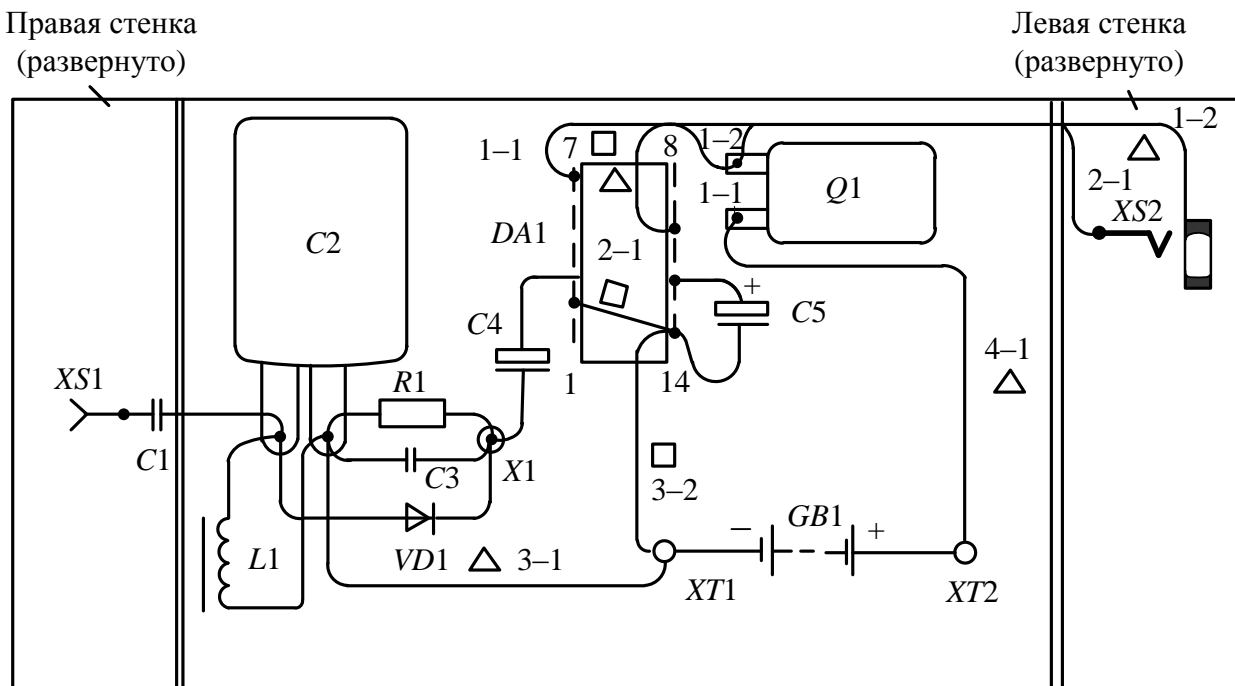 Правая стенка
(развернуто)
Левая стенка
(развернуто)
1–1
7
8
1–2
1–2
2–1
XS2
1–1
Q1
DA1
C2
2–1
+
C5
C4
4–1
XS1
R1
1
14
C1
C3
X1
3–2
GB1
–
+
L1
VD1
3–1
XT1
XT2